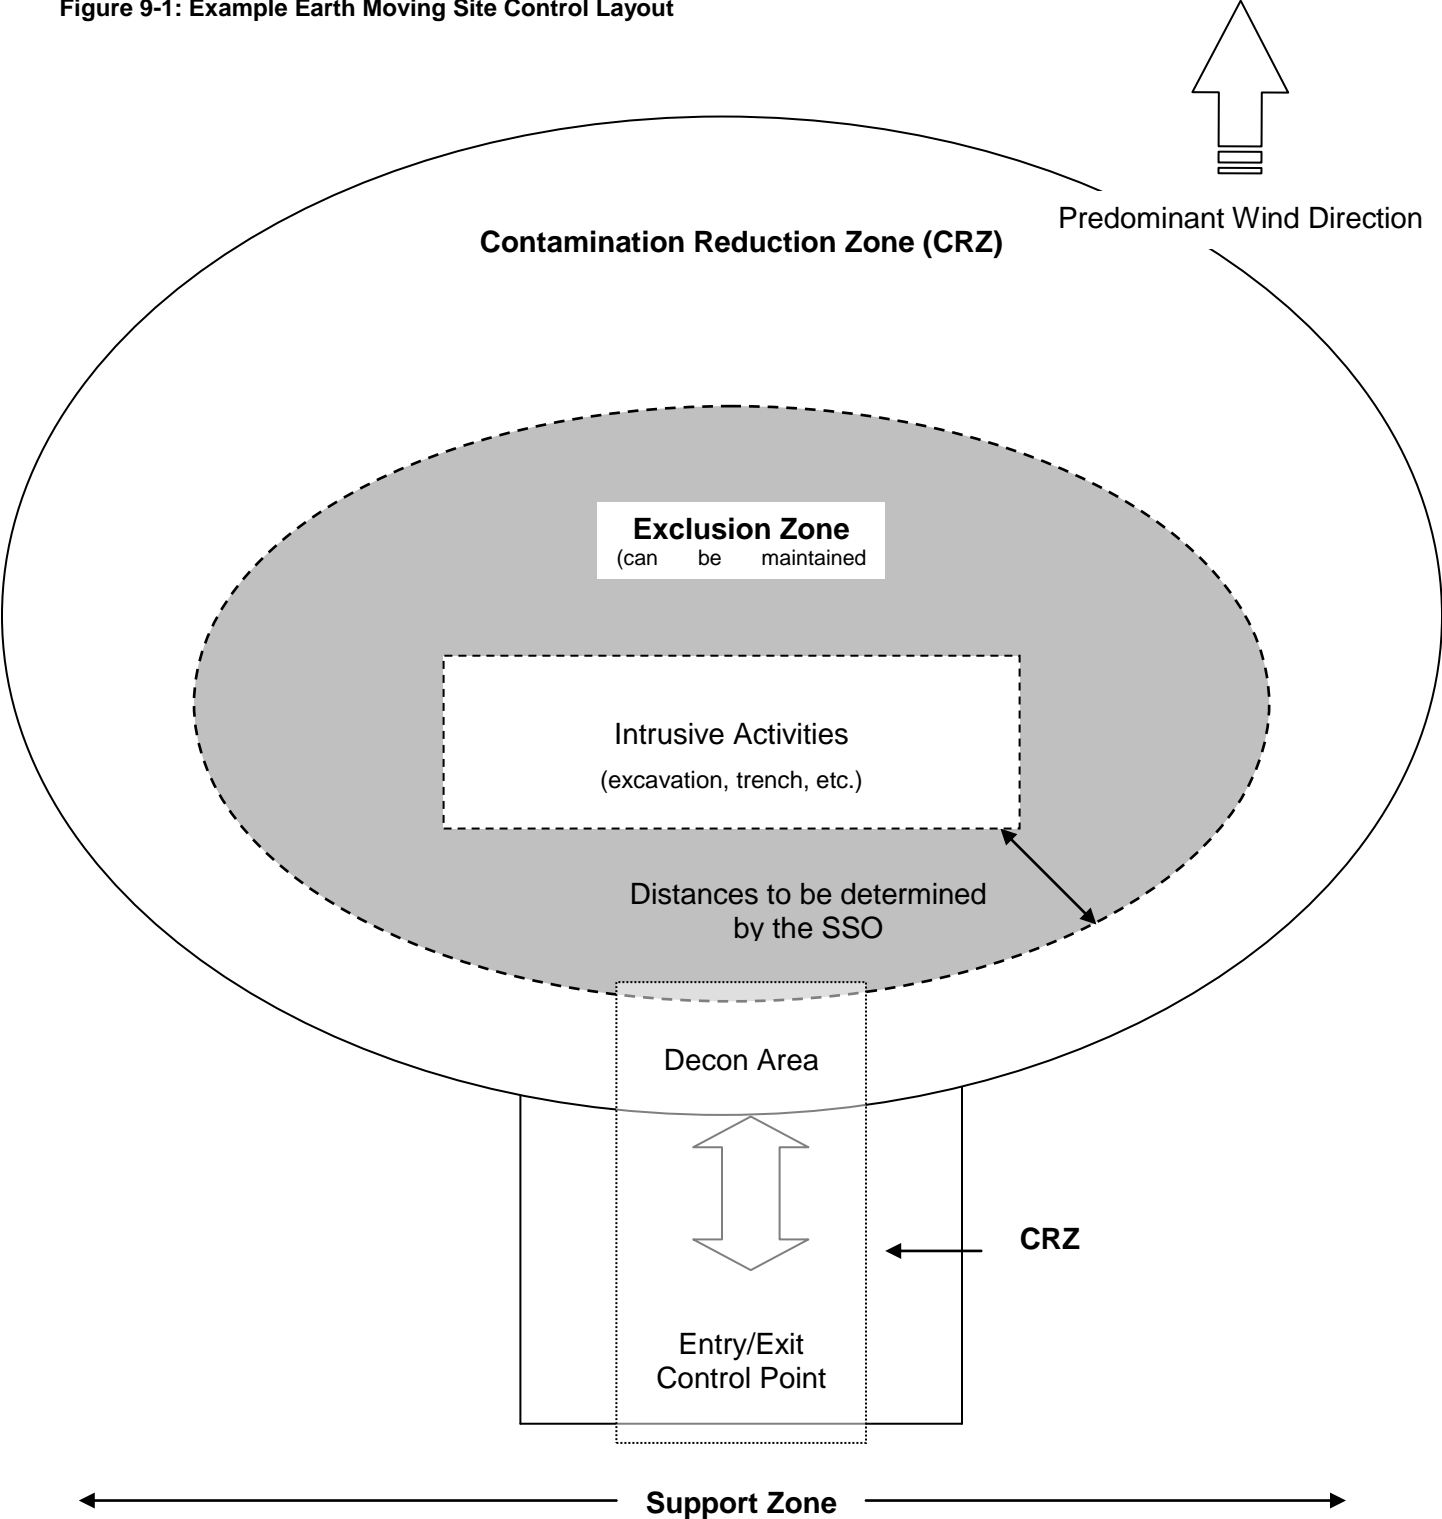 Figure 9-1: Example Earth Moving Site Control Layout
Predominant Wind Direction
Contamination Reduction Zone (CRZ)
Exclusion Zone
(can be maintained
Intrusive Activities
(excavation, trench, etc.)
Distances to be determined
by the SSO
Decon Area
CRZ
Entry/Exit
Control Point
Support Zone